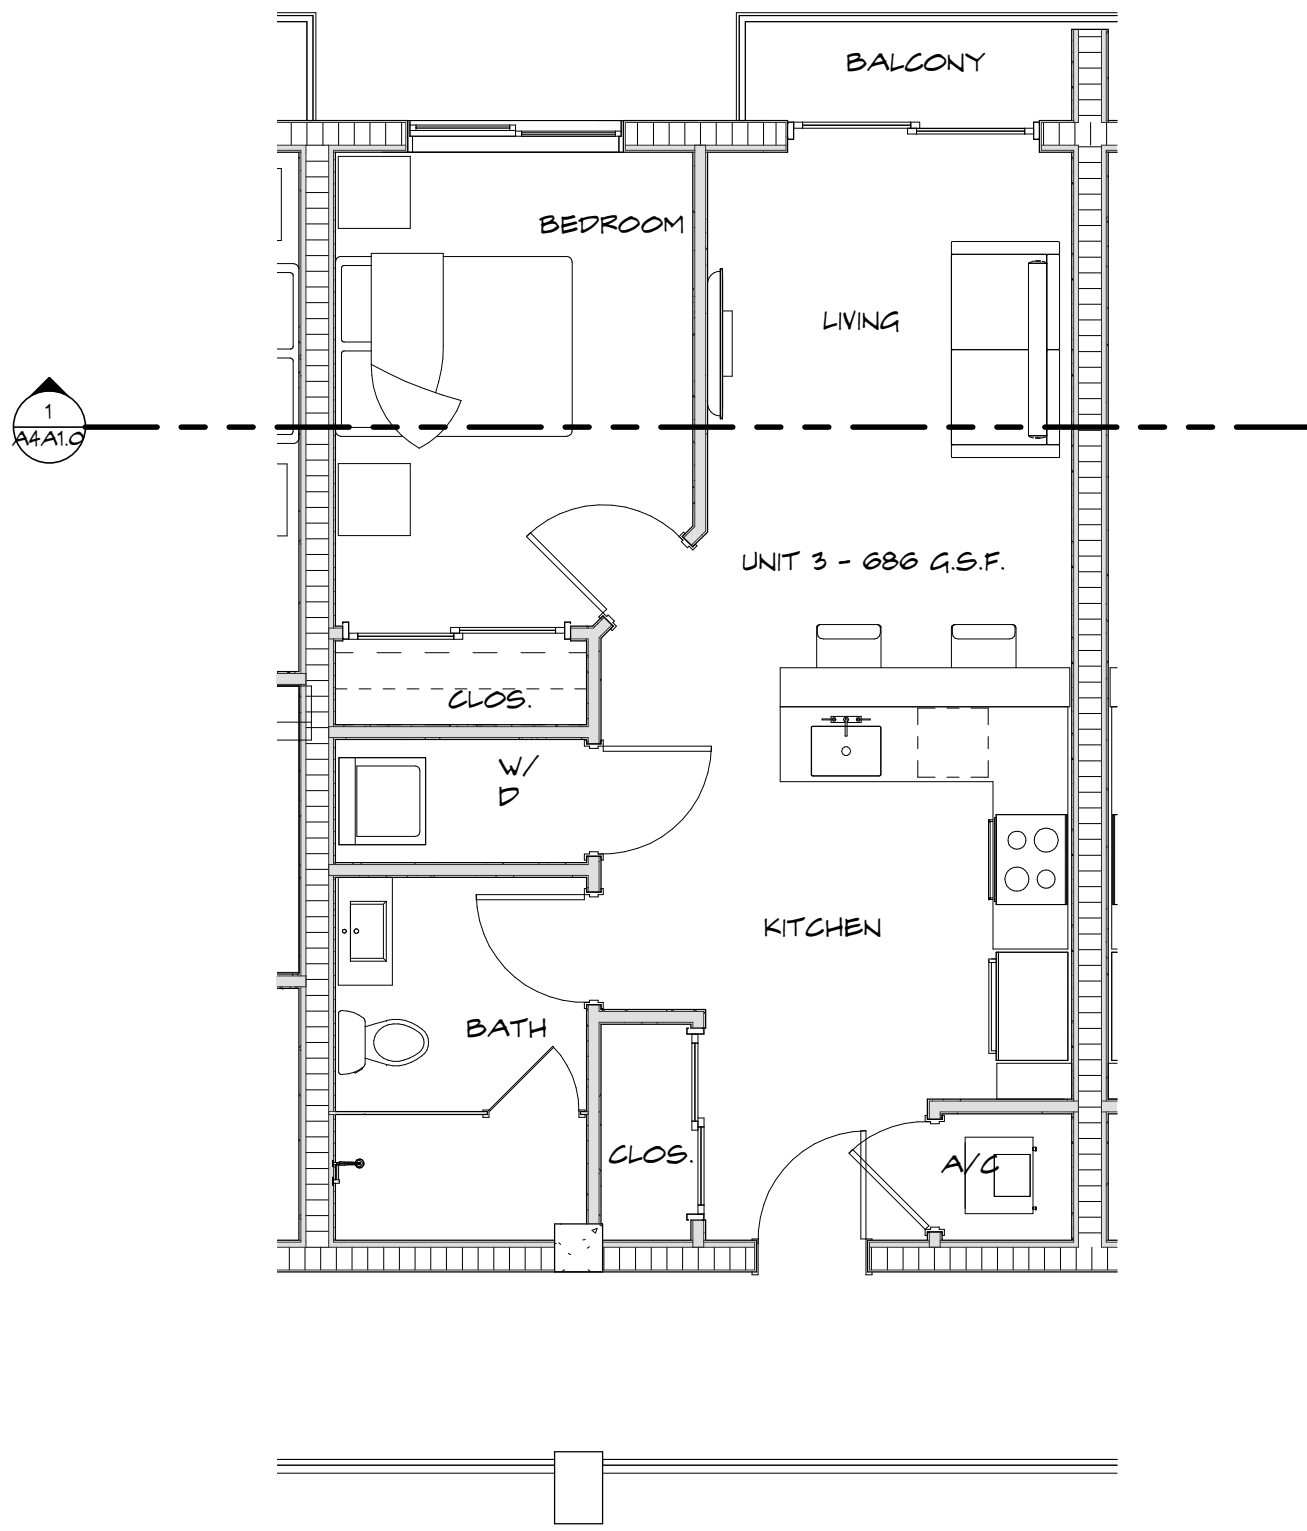 BALCONY
BEDROOM
LIVING
1
A4A1.0
UNIT 3 - 686 G.S.F.
CLOS.
W/
D
KITCHEN
BATH
CLOS.
A/C